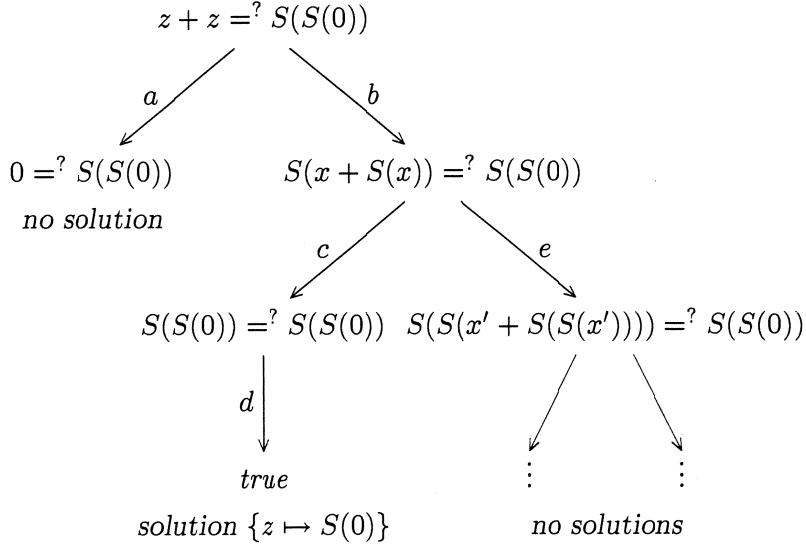 z + z =? S(S(0))
a b
0 =? S(S(0)) S(x + S(x)) =? S(S(0))
no solution
c e
S(S(0)) =? S(S(0)) S(S(x′ + S(S(x′)))) =? S(S(0))
d
true ⋮ ⋮
solution {z ↦ S(0)} no solutions